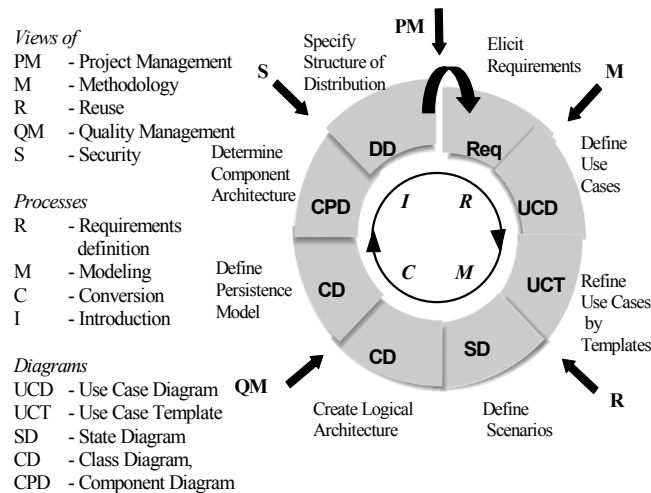 Views of
PM - Project Management
M - Methodology
R - Reuse
QM - Quality Management
S - Security
Processes
R - Requirements
definition
M - Modeling
C - Conversion
I - Introduction
Diagrams
UCD - Use Case Diagram
UCT - Use Case Template
SD - State Diagram
CD - Class Diagram,
CPD - Component Diagram
PM
Specify
Structure of
Distribution
Elicit
Requirements
S
M
Determine
Component
Architecture
Define
Use
Cases
DD
Req
CPD
UCD
I
R
C
M
Define
Persistence
Model
CD
UCT
Refine
Use Cases
by
Templates
CD
SD
QM
R
Create Logical
Architecture
Define
Scenarios